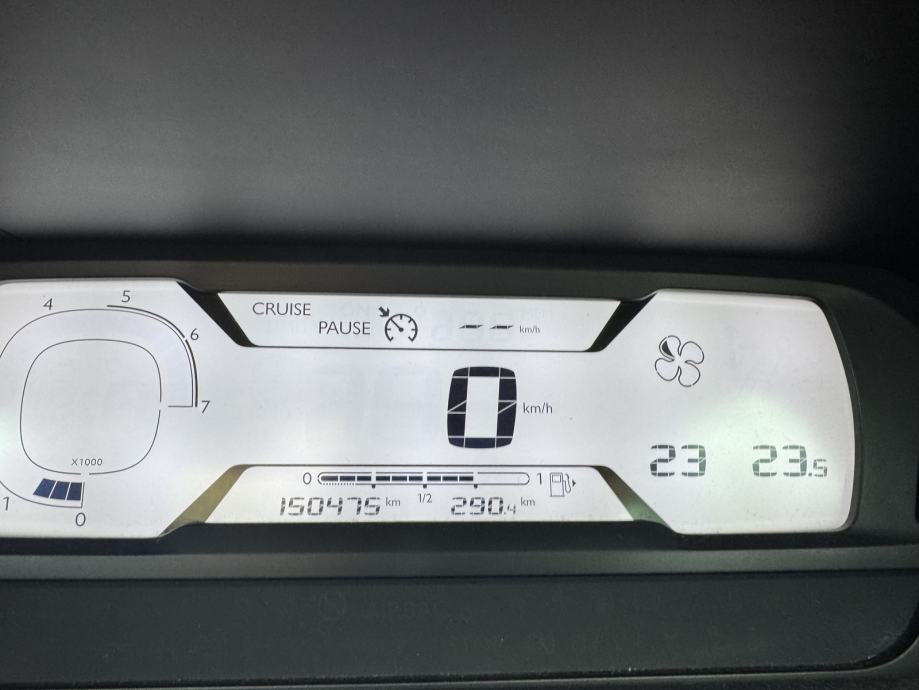 4 5 6 7
X1000
1 0
CRUISE
PAUSE -- km/h
0 km/h
0 1/2 1
150475 km 290.4 km
23 23.5